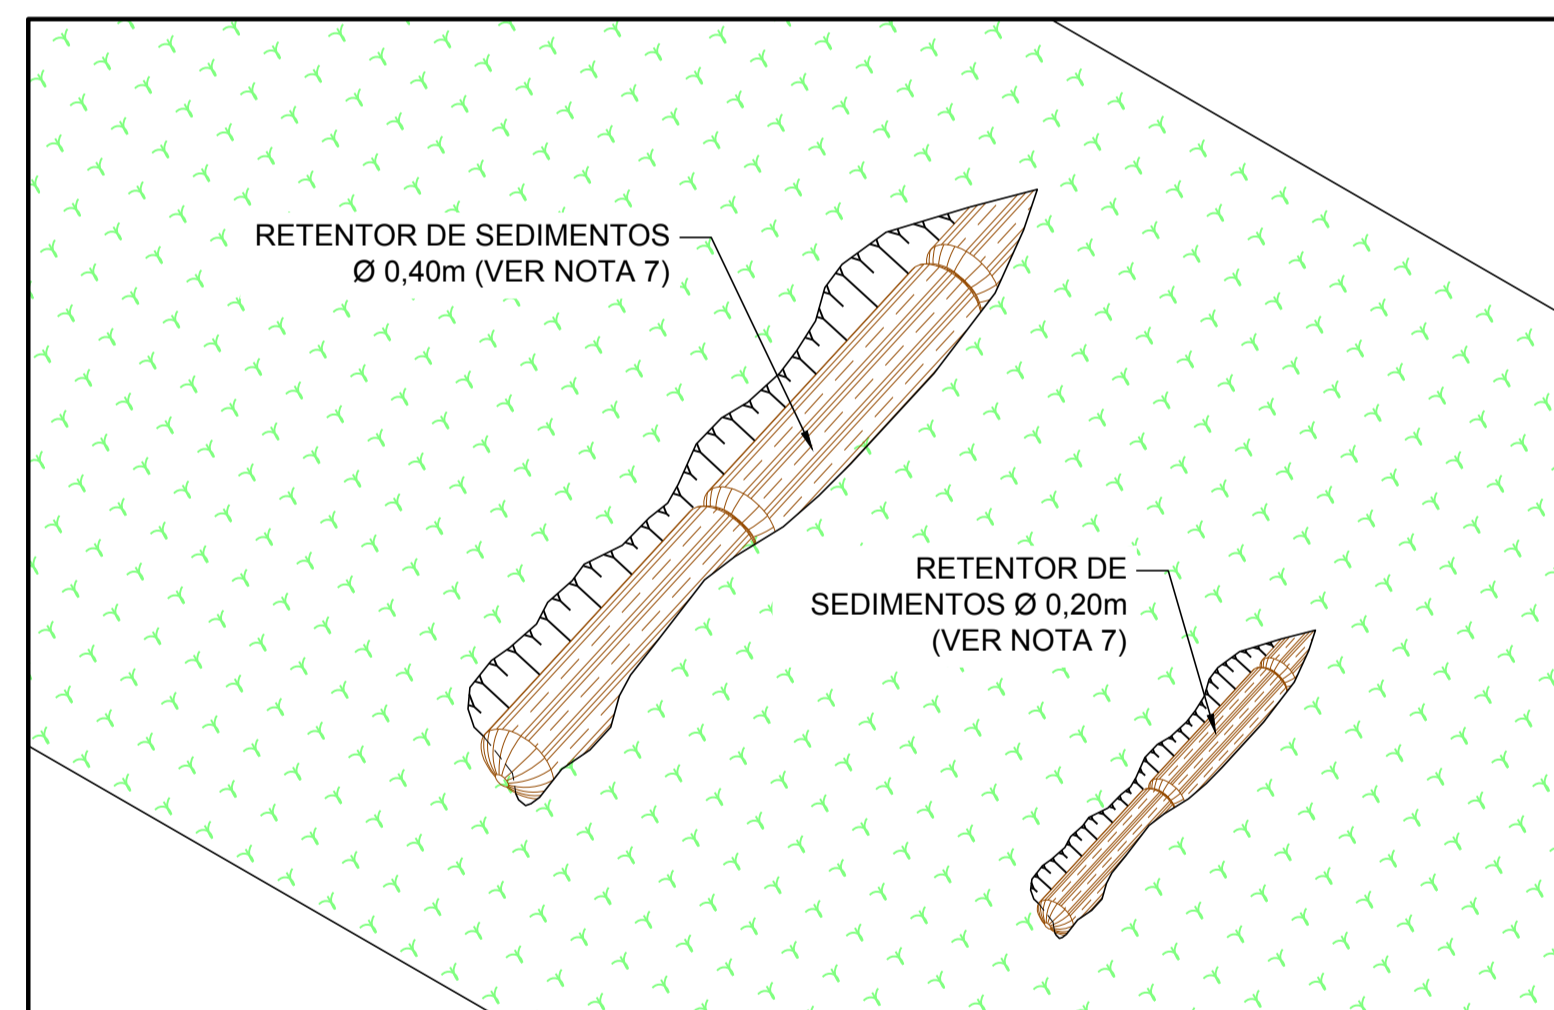 RETENTOR DE SEDIMENTOS
Ø 0,40m (VER NOTA 7)
RETENTOR DE
SEDIMENTOS Ø 0,20m
(VER NOTA 7)